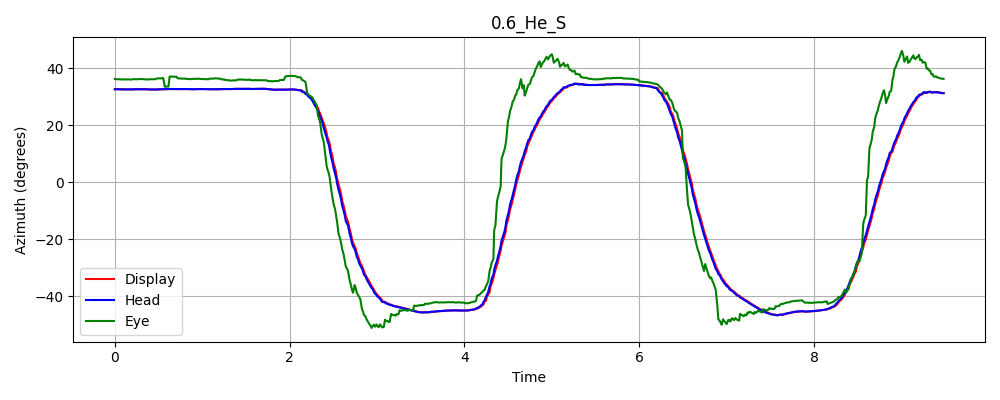 0.6_He_S
Azimuth (degrees)
40
20
0
−20
−40
Display
Head
Eye
0 2 4 6 8
Time